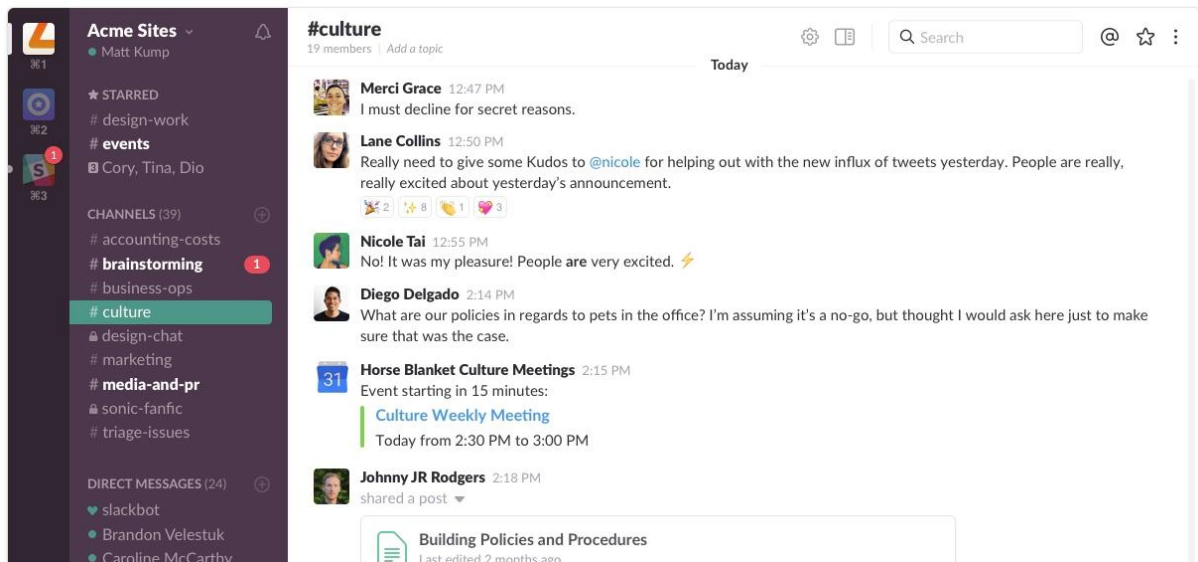 ⌘1
⌘2
1
⌘3
Acme Sites
Matt Kump
STARRED
# design-work
# events
3 Cory, Tina, Dio
CHANNELS (39)
# accounting-costs
# brainstorming 1
# business-ops
# culture
design-chat
# marketing
# media-and-pr
sonic-fanfic
# triage-issues
DIRECT MESSAGES (24)
slackbot
Brandon Velestuk
Caroline McCarthy
#culture
19 members | Add a topic
Search
@
Today
Merci Grace 12:47 PM
I must decline for secret reasons.
Lane Collins 12:50 PM
Really need to give some Kudos to @nicole for helping out with the new influx of tweets yesterday. People are really,
really excited about yesterday’s announcement.
2 8 1 3
Nicole Tai 12:55 PM
No! It was my pleasure! People are very excited. ⚡
Diego Delgado 2:14 PM
What are our policies in regards to pets in the office? I’m assuming it’s a no-go, but thought I would ask here just to make
sure that was the case.
31
Horse Blanket Culture Meetings 2:15 PM
Event starting in 15 minutes:
Culture Weekly Meeting
Today from 2:30 PM to 3:00 PM
Johnny JR Rodgers 2:18 PM
shared a post
Building Policies and Procedures
Last edited 2 months ago